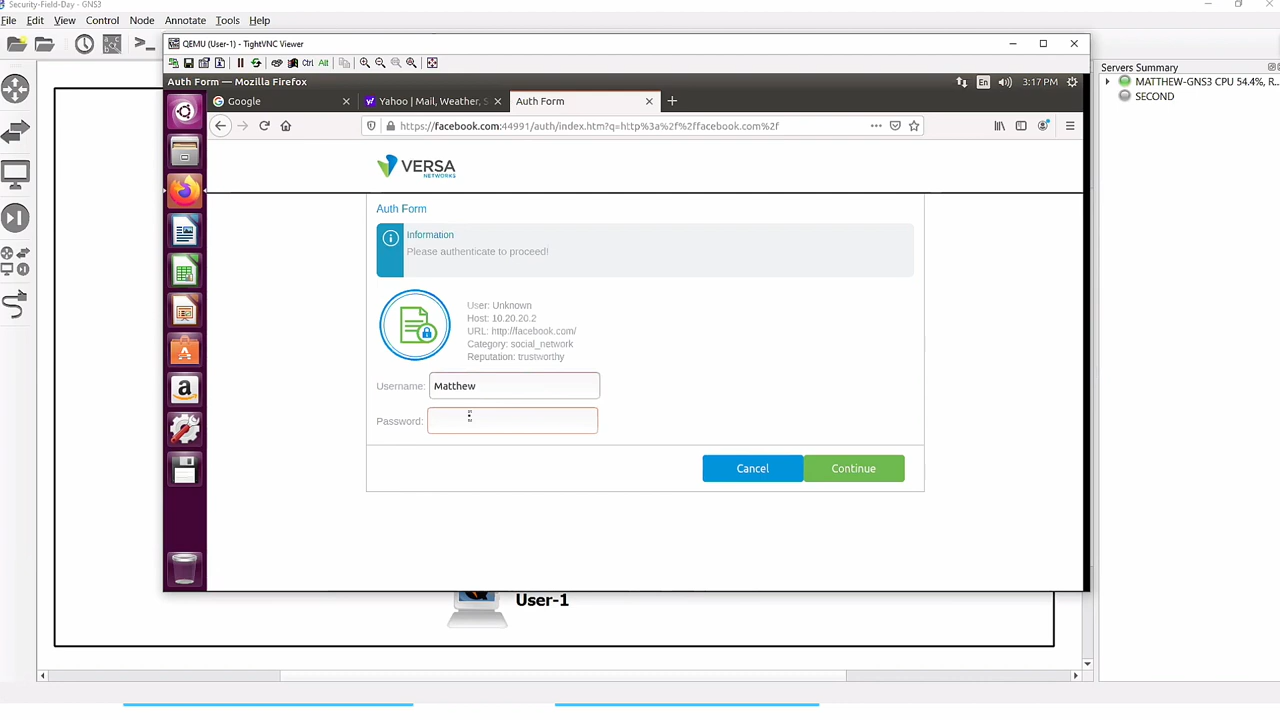 Security-Field-Day - GNS3
File Edit View Control Node Annotate Tools Help
QEMU (User-1) - TightVNC Viewer
Ctrl Alt
Auth Form — Mozilla Firefox
En 3:17 PM
Google
Yahoo | Mail, Weather, S
Auth Form
https://facebook.com:44991/auth/index.htm?q=http%3a%2f%2ffacebook.com%2f
VERSA
NETWORKS
Auth Form
Information
Please authenticate to proceed!
User: Unknown
Host: 10.20.20.2
URL: http://facebook.com/
Category: social_network
Reputation: trustworthy
Username: Matthew
Password:
Cancel Continue
User-1
Servers Summary
MATTHEW-GNS3 CPU 54.4%, R...
SECOND